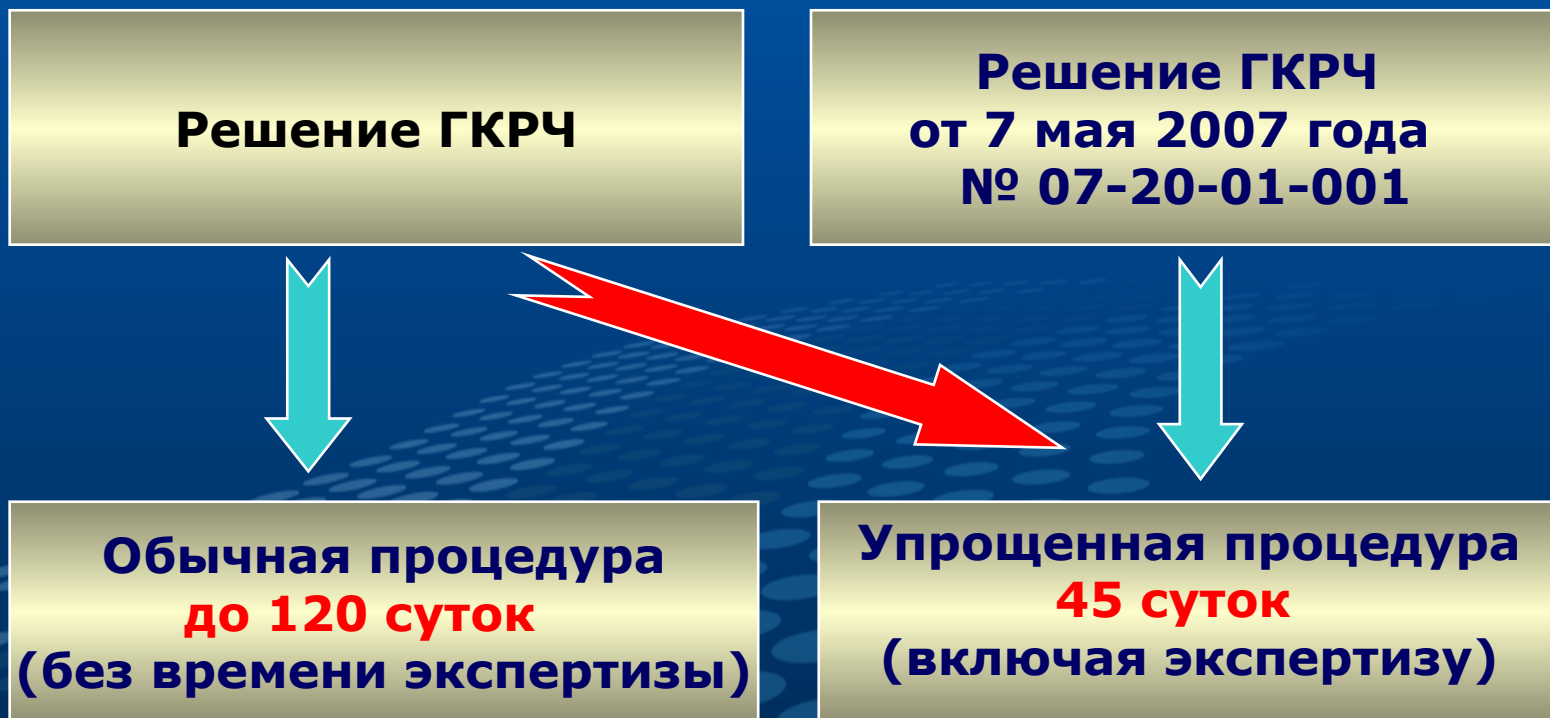 Решение ГКРЧ
Решение ГКРЧ
от 7 мая 2007 года
№ 07-20-01-001
Обычная процедура
до 120 суток
(без времени экспертизы)
Упрощенная процедура
45 суток
(включая экспертизу)